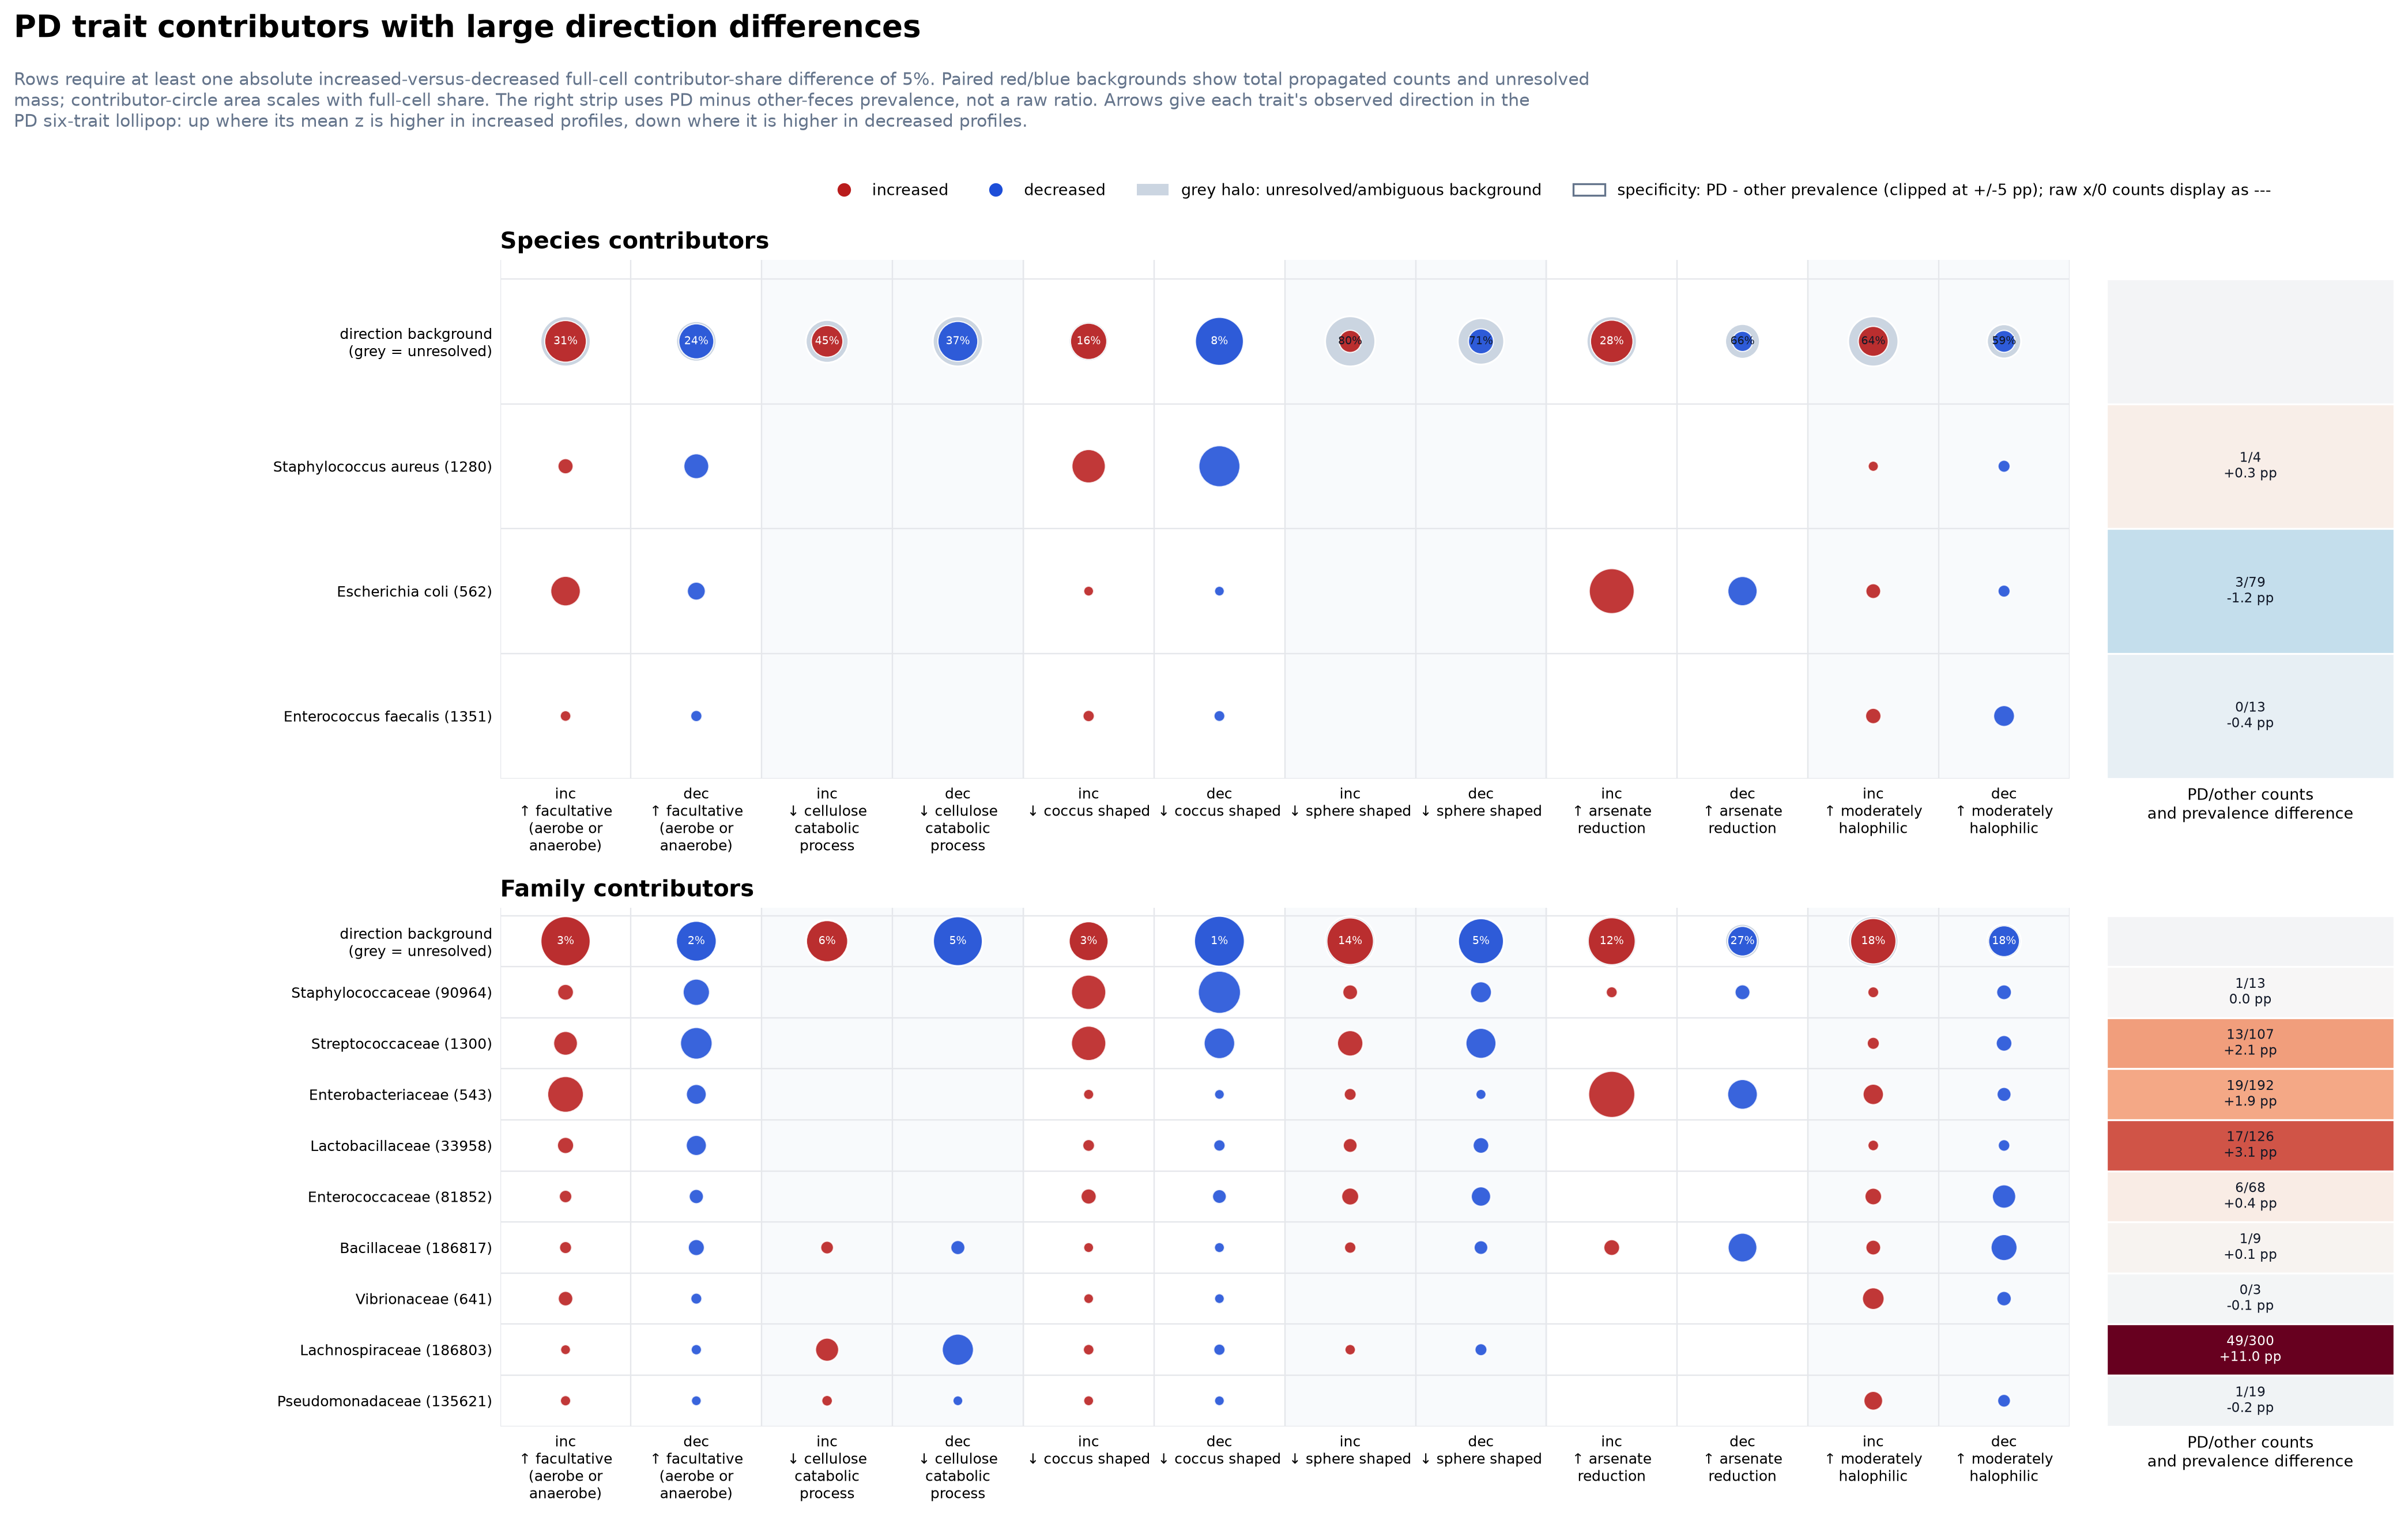 PD trait contributors with large direction differences
Rows require at least one absolute increased-versus-decreased full-cell contributor-share difference of 5%. Paired red/blue backgrounds show total propagated counts and unresolved
mass; contributor-circle area scales with full-cell share. The right strip uses PD minus other-feces prevalence, not a raw ratio. Arrows give each trait's observed direction in the
PD six-trait lollipop: up where its mean z is higher in increased profiles, down where it is higher in decreased profiles.
increased decreased grey halo: unresolved/ambiguous background specificity: PD - other prevalence (clipped at +/-5 pp); raw x/0 counts display as ---
Species contributors
direction background
(grey = unresolved)
31% 24% 45% 37% 16% 8% 80% 71% 28% 66% 64% 59%
Staphylococcus aureus (1280)
1/4
+0.3 pp
Escherichia coli (562)
3/79
-1.2 pp
Enterococcus faecalis (1351)
0/13
-0.4 pp
inc dec inc dec inc dec inc dec inc dec inc dec
↑ facultative ↑ facultative ↓ cellulose ↓ cellulose ↓ coccus shaped ↓ coccus shaped ↓ sphere shaped ↓ sphere shaped ↑ arsenate ↑ arsenate ↑ moderately ↑ moderately
(aerobe or (aerobe or catabolic catabolic reduction reduction halophilic halophilic
anaerobe) anaerobe) process process
PD/other counts
and prevalence difference
Family contributors
direction background
(grey = unresolved)
3% 2% 6% 5% 3% 1% 14% 5% 12% 27% 18% 18%
Staphylococcaceae (90964)
1/13
0.0 pp
Streptococcaceae (1300)
13/107
+2.1 pp
Enterobacteriaceae (543)
19/192
+1.9 pp
Lactobacillaceae (33958)
17/126
+3.1 pp
Enterococcaceae (81852)
6/68
+0.4 pp
Bacillaceae (186817)
1/9
+0.1 pp
Vibrionaceae (641)
0/3
-0.1 pp
Lachnospiraceae (186803)
49/300
+11.0 pp
Pseudomonadaceae (135621)
1/19
-0.2 pp
inc dec inc dec inc dec inc dec inc dec inc dec
↑ facultative ↑ facultative ↓ cellulose ↓ cellulose ↓ coccus shaped ↓ coccus shaped ↓ sphere shaped ↓ sphere shaped ↑ arsenate ↑ arsenate ↑ moderately ↑ moderately
(aerobe or (aerobe or catabolic catabolic reduction reduction halophilic halophilic
anaerobe) anaerobe) process process
PD/other counts
and prevalence difference